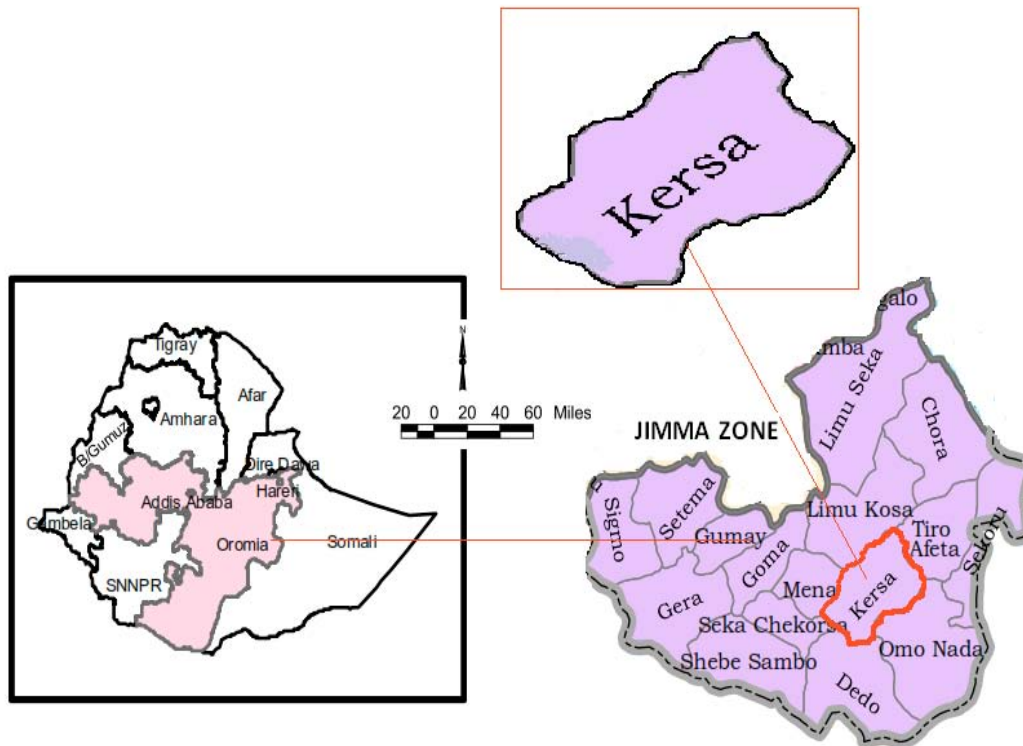 Kersa
Tigray
N
Afar
Amhara
B/Gumuz
Dire Dawa
Hareri
Addis Ababa
Gambela
Oromia
Somali
SNNPR
20 0 20 40 60 Miles
JIMMA ZONE
galo
mba
Limu Seka
Chora
Sigmo
Setema
Gumay
Limu Kosa
Tiro
Afeta
Sekoru
Goma
Mena
Kersa
Gera
Seka Chekorsa
Omo Nada
Shebe Sambo
Dedo